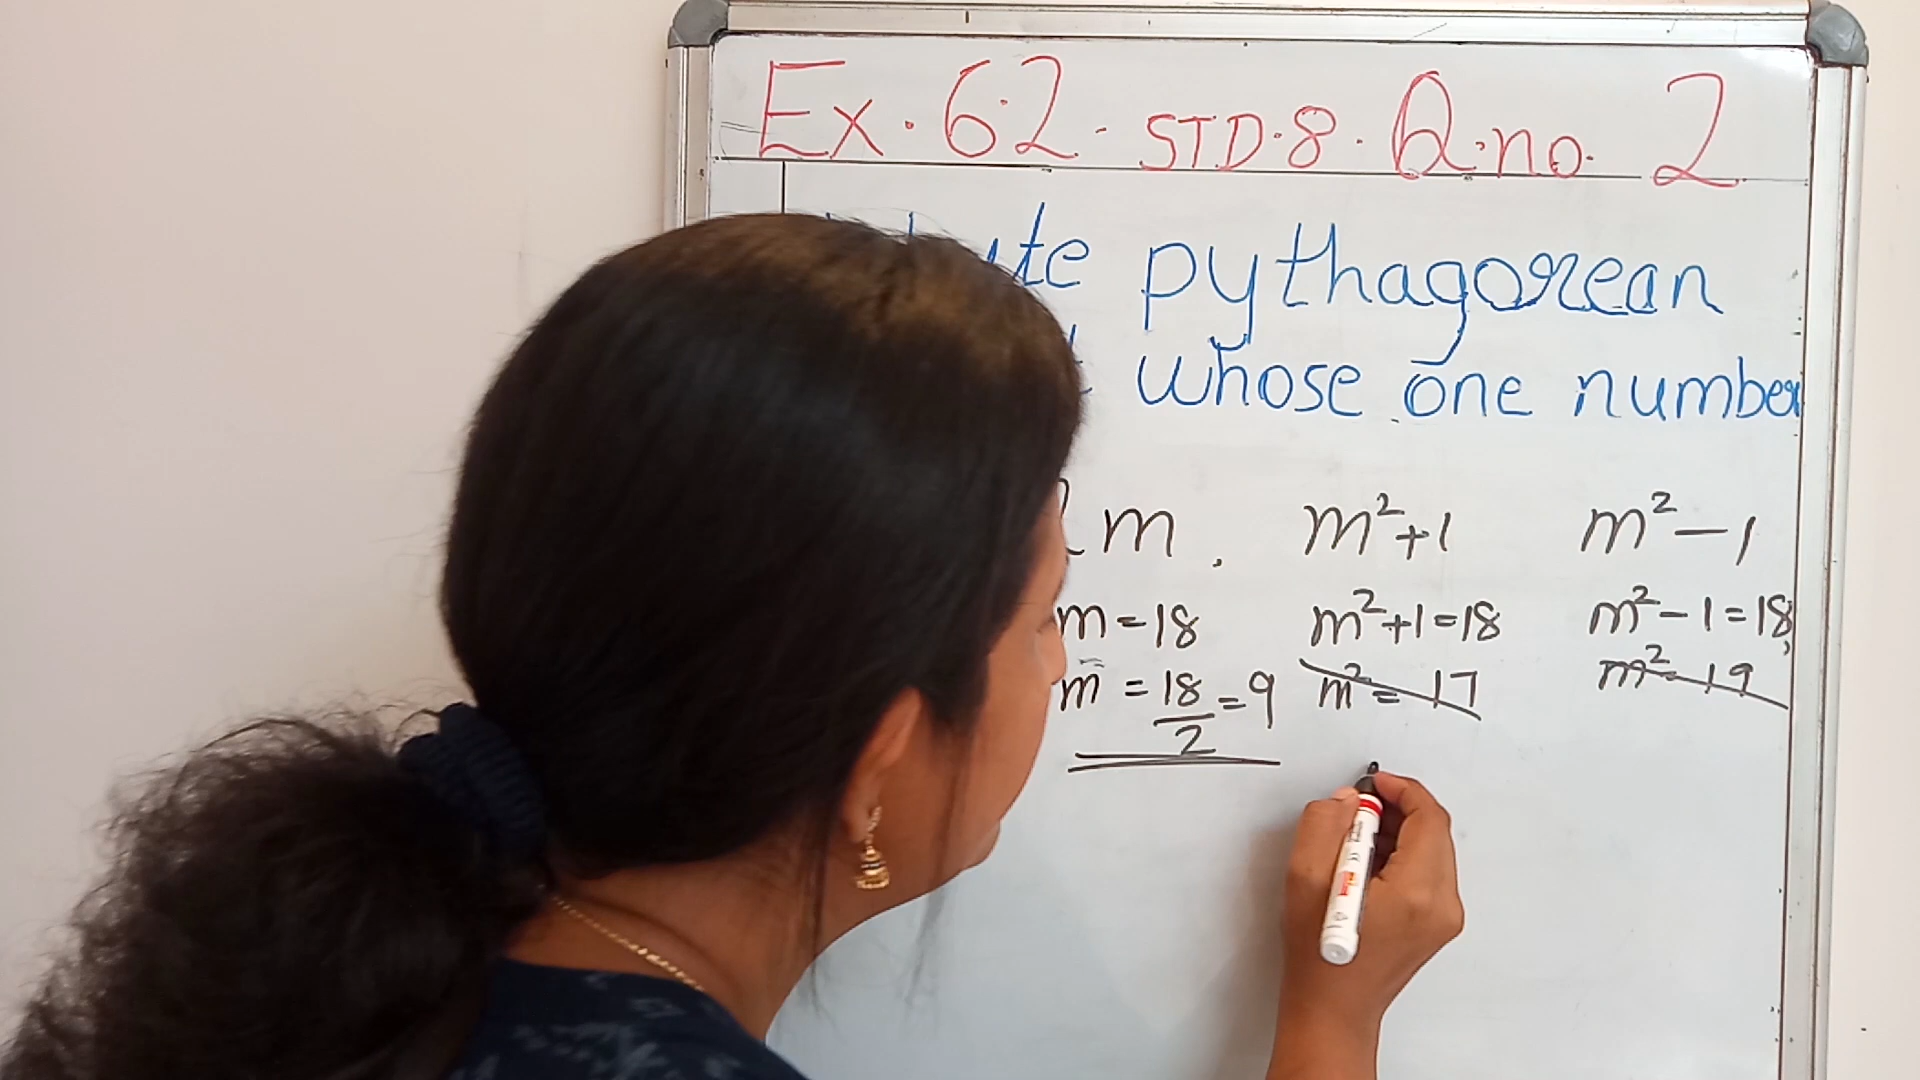 Ex. 6.2. STD.8. Q.no. 2
pythagorean
whose one number
m, m²+1 m²-1
m=18 m²+1=18 m²-1=18,
m = 18/2 = 9 m² = 17 m² = 19